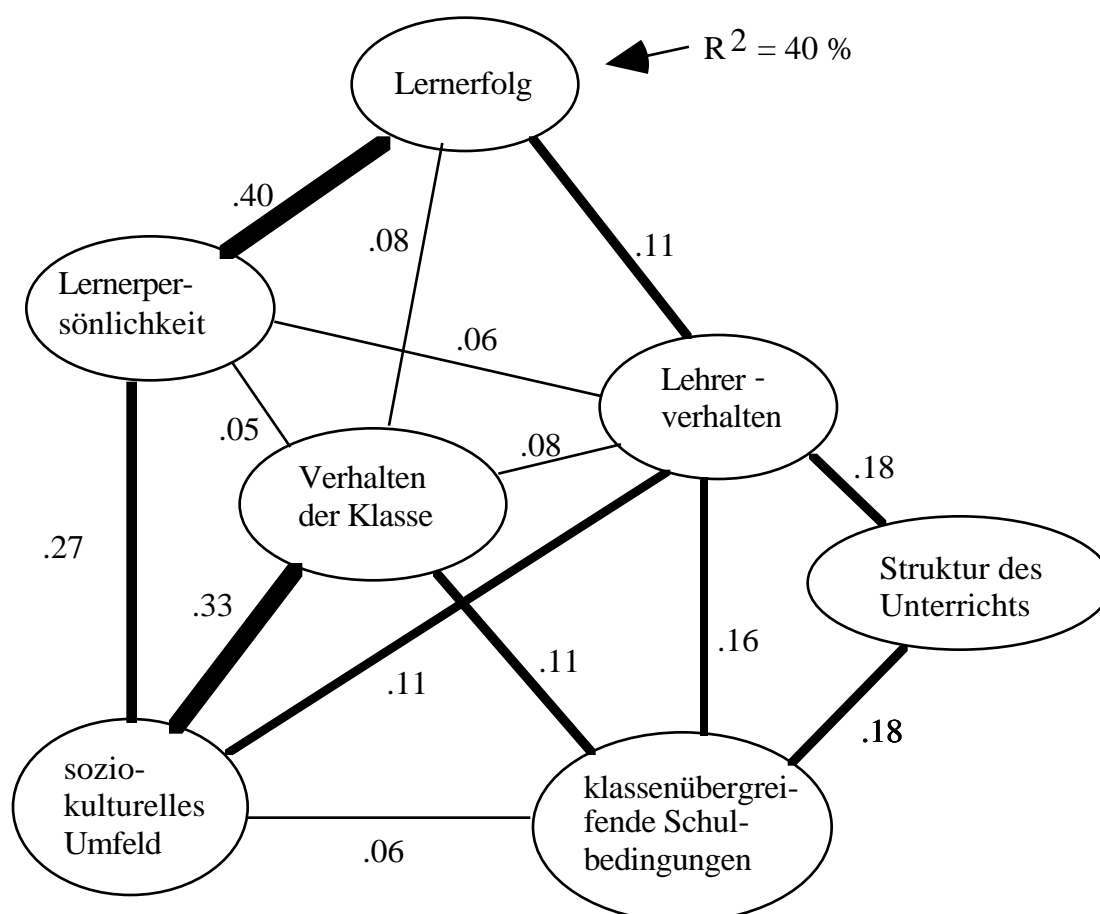 R² = 40 %
Lernerfolg
.40
.08
.11
Lernerper-
sönlichkeit
.06
Lehrer -
verhalten
.05
.08
.18
Verhalten
der Klasse
.27
Struktur des
Unterrichts
.33
.16
.11
.11
.18
sozio-
kulturelles
Umfeld
klassenübergrei-
fende Schul-
bedingungen
.06